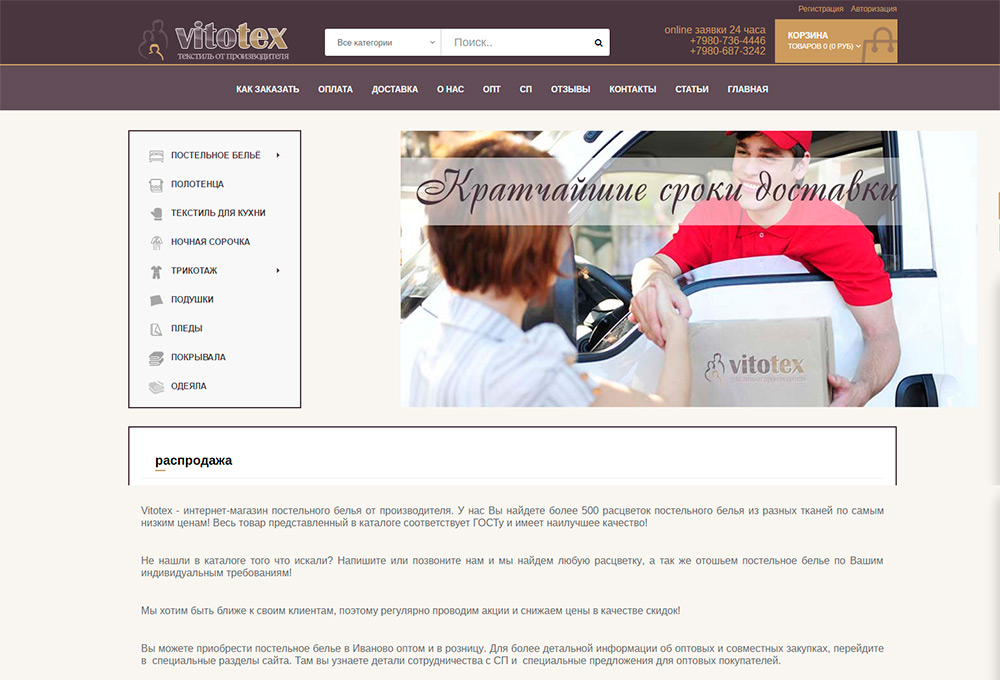 Регистрация Авторизация
vitotex
текстиль от производителя
Все категории
Поиск..
online заявки 24 часа
+7980-736-4446
+7980-687-3242
КОРЗИНА
ТОВАРОВ 0 (0 РУБ)
КАК ЗАКАЗАТЬ ОПЛАТА ДОСТАВКА О НАС ОПТ СП ОТЗЫВЫ КОНТАКТЫ СТАТЬИ ГЛАВНАЯ
ПОСТЕЛЬНОЕ БЕЛЬЁ
ПОЛОТЕНЦА
ТЕКСТИЛЬ ДЛЯ КУХНИ
НОЧНАЯ СОРОЧКА
ТРИКОТАЖ
ПОДУШКИ
ПЛЕДЫ
ПОКРЫВАЛА
ОДЕЯЛА
Кратчайшие сроки доставки
vitotex
текстиль от производителя
распродажа
Vitotex - интернет-магазин постельного белья от производителя. У нас Вы найдете более 500 расцветок постельного белья из разных тканей по самым
низким ценам! Весь товар представленный в каталоге соответствует ГОСТу и имеет наилучшее качество!
Не нашли в каталоге того что искали? Напишите или позвоните нам и мы найдем любую расцветку, а так же отошьем постельное белье по Вашим
индивидуальным требованиям!
Мы хотим быть ближе к своим клиентам, поэтому регулярно проводим акции и снижаем цены в качестве скидок!
Вы можете приобрести постельное белье в Иваново оптом и в розницу. Для более детальной информации об оптовых и совместных закупках, перейдите
в специальные разделы сайта. Там вы узнаете детали сотрудничества с СП и специальные предложения для оптовых покупателей.